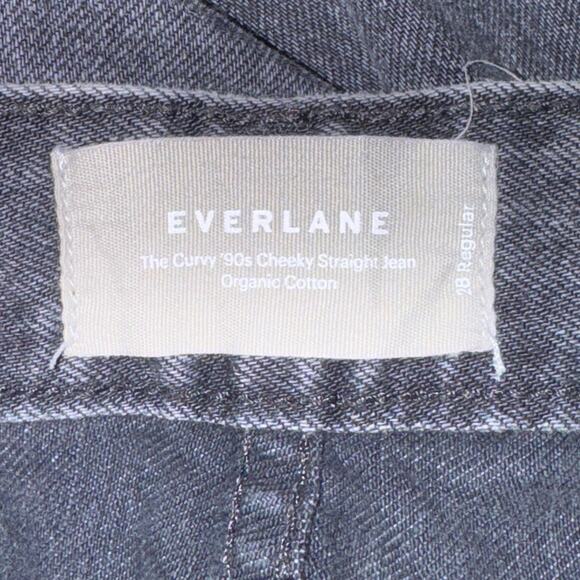 EVERLANE
The Curvy '90s Cheeky Straight Jean
Organic Cotton
28 Regular